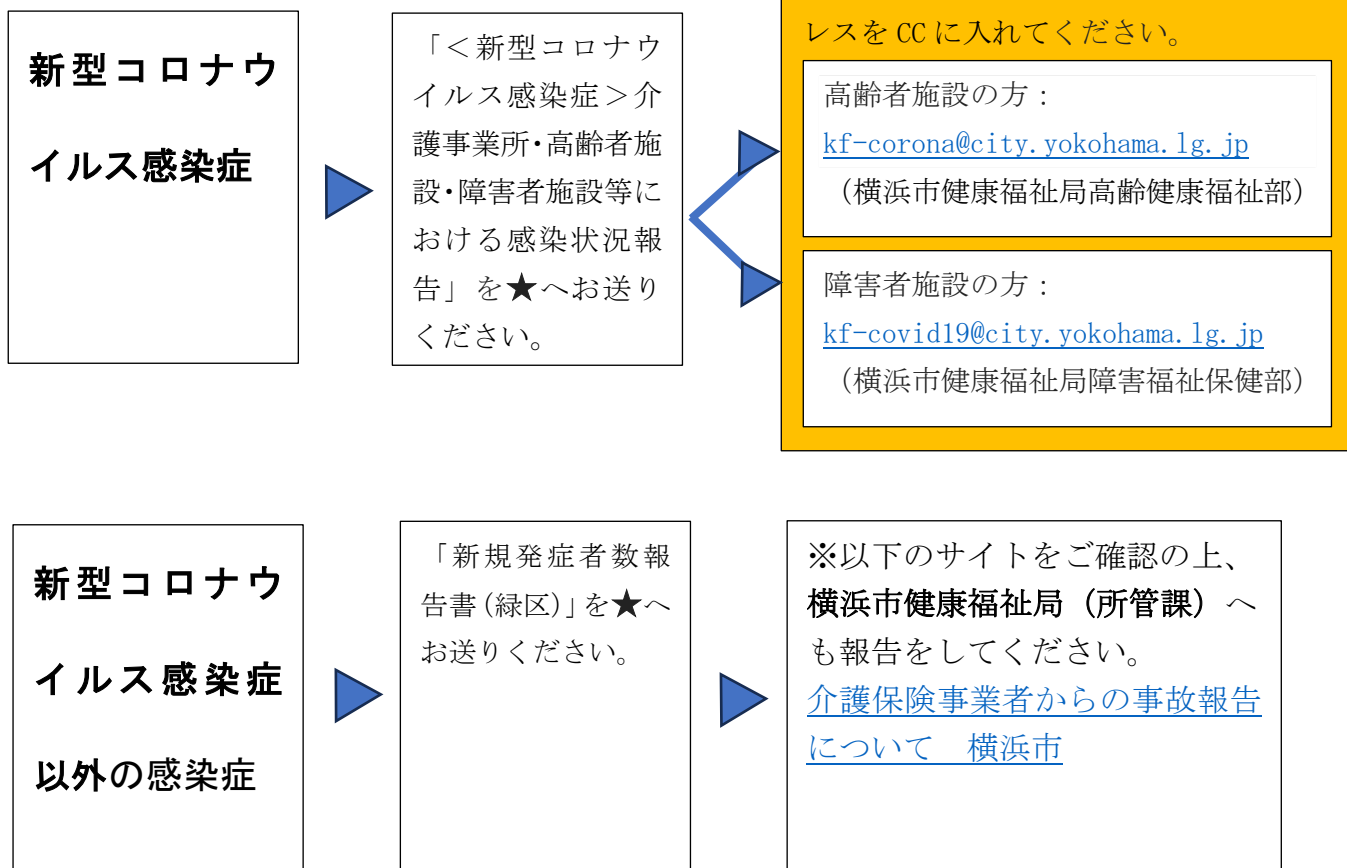 新型コロナウ
イルス感染症
「＜新型コロナウ
イルス感染症＞介
護事業所・高齢者施
設・障害者施設等に
おける感染状況報
告」を★へお送り
ください。
レスを CC に入れてください。
高齢者施設の方：
kf-corona@city.yokohama.lg.jp
（横浜市健康福祉局高齢健康福祉部）
障害者施設の方：
kf-covid19@city.yokohama.lg.jp
（横浜市健康福祉局障害福祉保健部）
新型コロナウ
イルス感染症
以外の感染症
「新規発症者数報
告書（緑区）」を★へ
お送りください。
※以下のサイトをご確認の上、
横浜市健康福祉局（所管課）へ
も報告をしてください。
介護保険事業者からの事故報告
について　横浜市